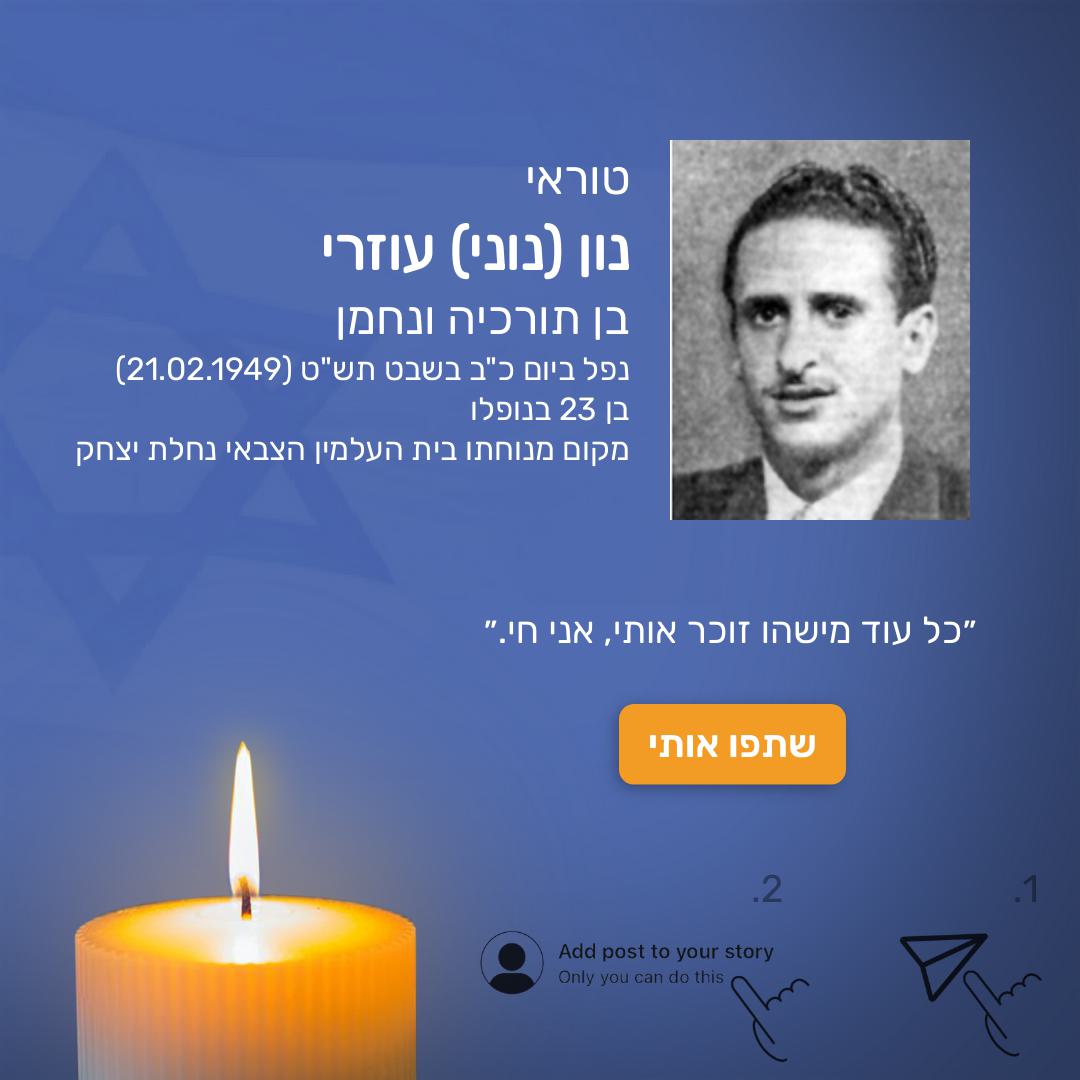 טוראי
נון (נוני) עוזרי
בן תורכיה ונחמן
נפל ביום כ"ב בשבט תש"ט (21.02.1949)
בן 23 בנופלו
מקום מנוחתו בית העלמין הצבאי נחלת יצחק
״כל עוד מישהו זוכר אותי, אני חי.״
שתפו אותי
1.
2.
Add post to your story
Only you can do this